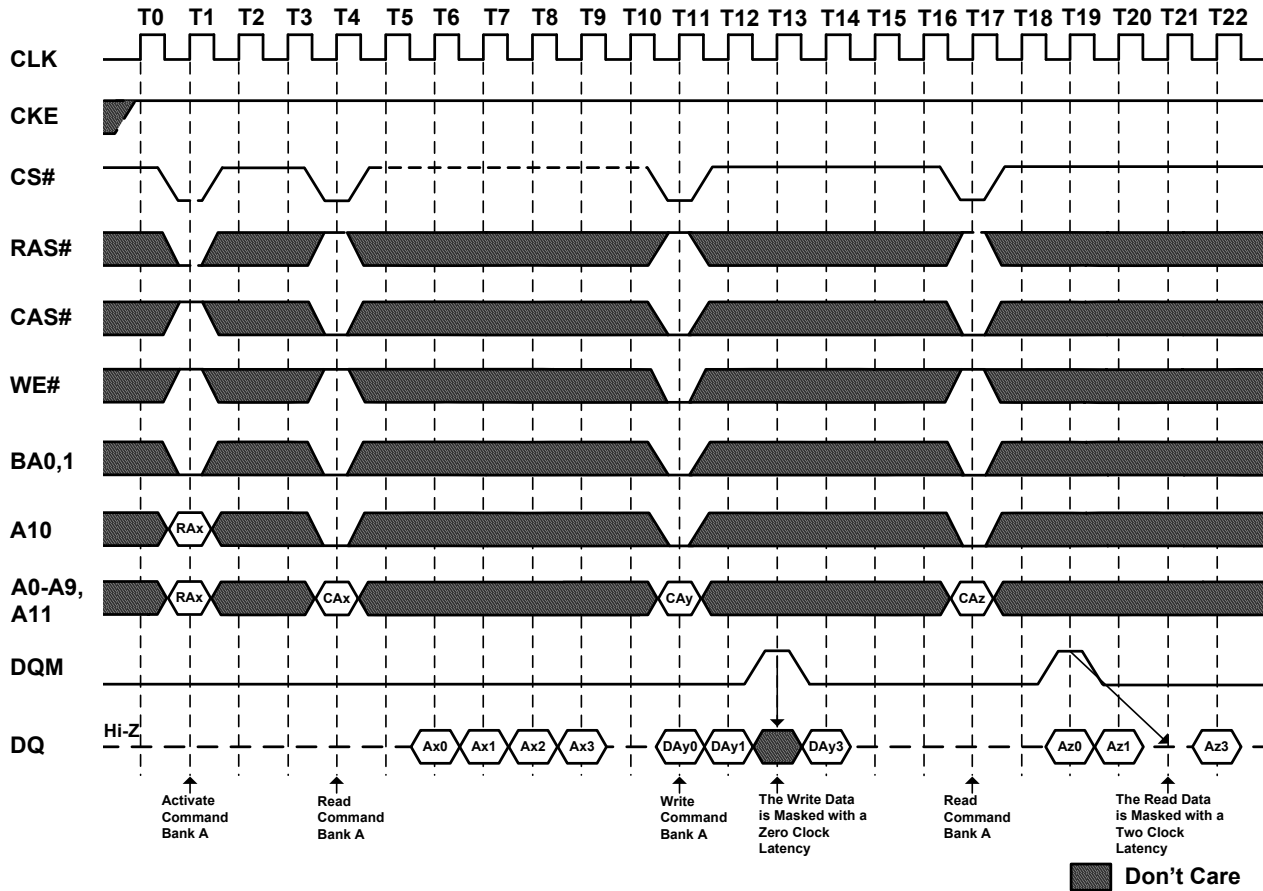 T0 T1 T2 T3 T4 T5 T6 T7 T8 T9 T10 T11 T12 T13 T14 T15 T16 T17 T18 T19 T20 T21 T22
CLK
CKE
CS#
RAS#
CAS#
WE#
BA0,1
A10 RAx
A0-A9,
A11
RAx CAx CAy CAz
DQM
Hi-Z
DQ Ax0 Ax1 Ax2 Ax3 DAy0 DAy1 DAy3 Az0 Az1 Az3
Activate
Command
Bank A
Read
Command
Bank A
Write
Command
Bank A
The Write Data
is Masked with a
Zero Clock
Latency
Read
Command
Bank A
The Read Data
is Masked with a
Two Clock
Latency
Don't Care